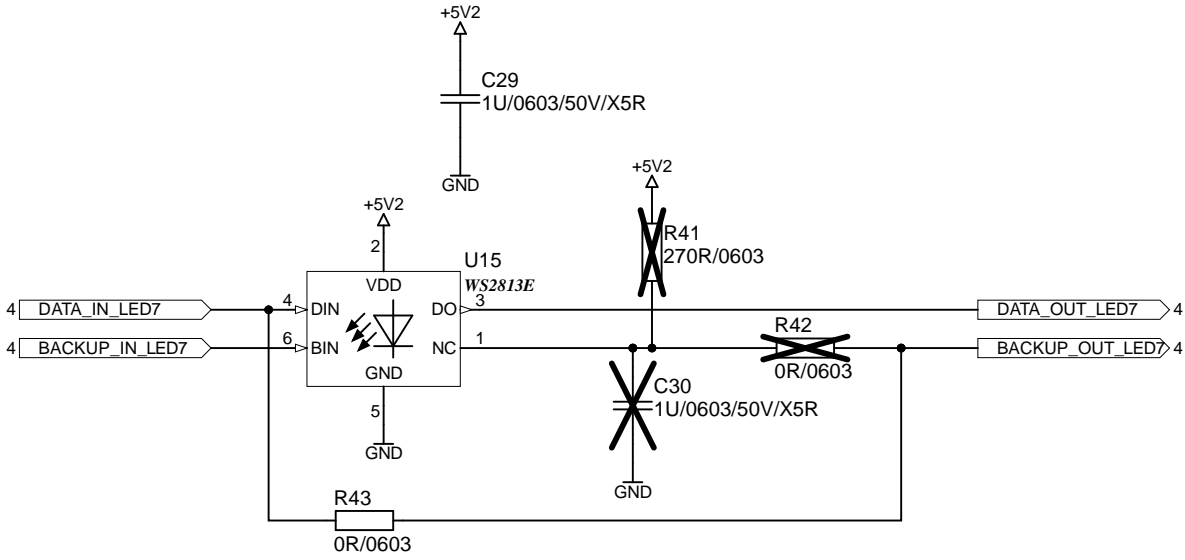 +5V2
C29
1U/0603/50V/X5R
GND
+5V2
R41
270R/0603
+5V2
2
U15
WS2813E
VDD
4 DATA_IN_LED7
4
DIN
DO
3
DATA_OUT_LED7 4
4 BACKUP_IN_LED7
6
BIN
NC
1
R42
0R/0603
BACKUP_OUT_LED7 4
GND
5
GND
C30
1U/0603/50V/X5R
GND
R43
0R/0603